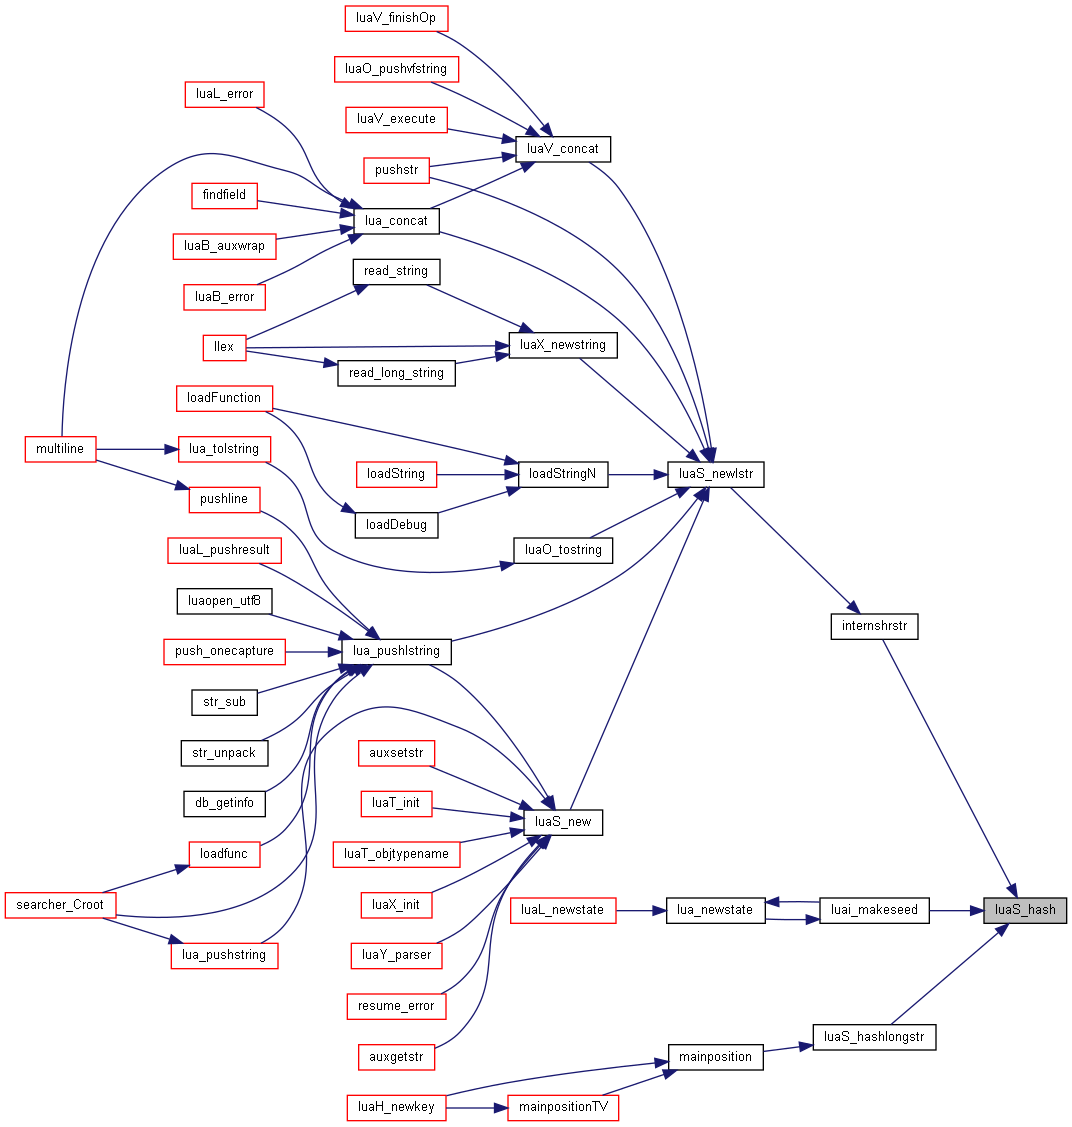 luaV_finishOp
luaO_pushvfstring
luaL_error
luaV_execute
luaV_concat
pushstr
findfield
lua_concat
luaB_auxwrap
read_string
luaB_error
luaX_newstring
llex
read_long_string
loadFunction
multiline
lua_tolstring
loadString
loadStringN
luaS_newlstr
pushline
loadDebug
luaL_pushresult
luaO_tostring
luaopen_utf8
internshrstr
push_onecapture
lua_pushlstring
str_sub
str_unpack
auxsetstr
db_getinfo
luaT_init
luaS_new
loadfunc
luaT_objtypename
searcher_Croot
luaX_init
luaL_newstate
lua_newstate
luai_makeseed
luaS_hash
lua_pushstring
luaY_parser
resume_error
luaS_hashlongstr
auxgetstr
mainposition
luaH_newkey
mainpositionTV